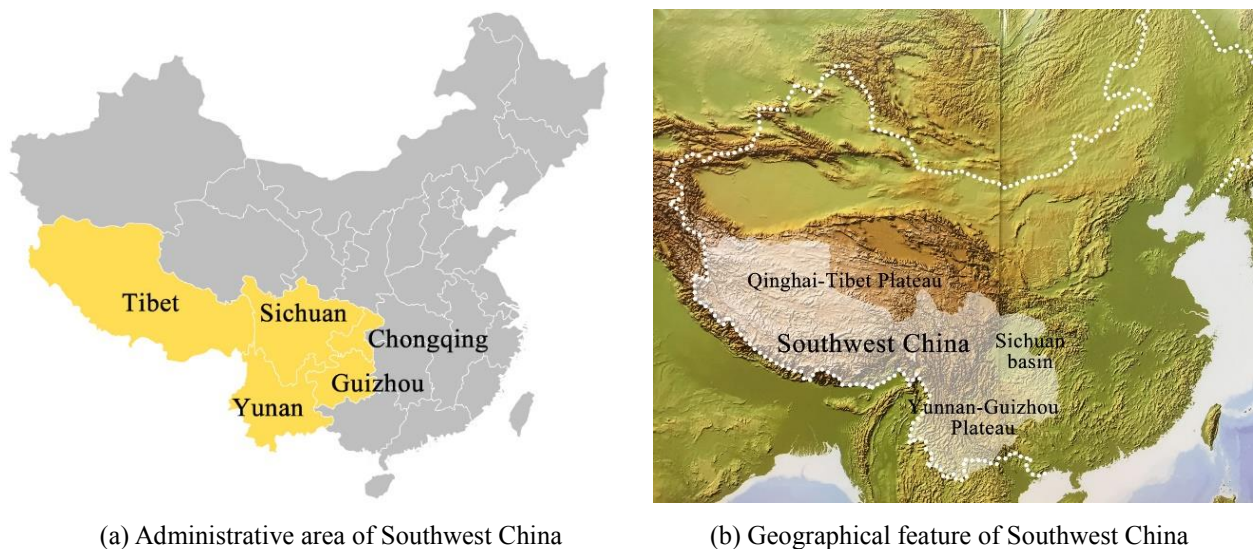 Tibet
Sichuan
Chongqing
Guizhou
Yunan
(a) Administrative area of Southwest China
Qinghai-Tibet Plateau
Southwest China
Sichuan
basin
Yunnan-Guizhou
Plateau
(b) Geographical feature of Southwest China